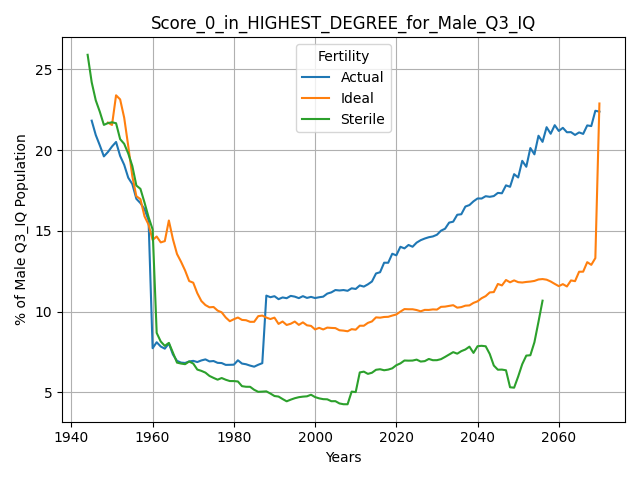 Score_0_in_HIGHEST_DEGREE_for_Male_Q3_IQ
Fertility
Actual
Ideal
Sterile
% of Male Q3_IQ Population
25
20
15
10
5
1940 1960 1980 2000 2020 2040 2060
Years